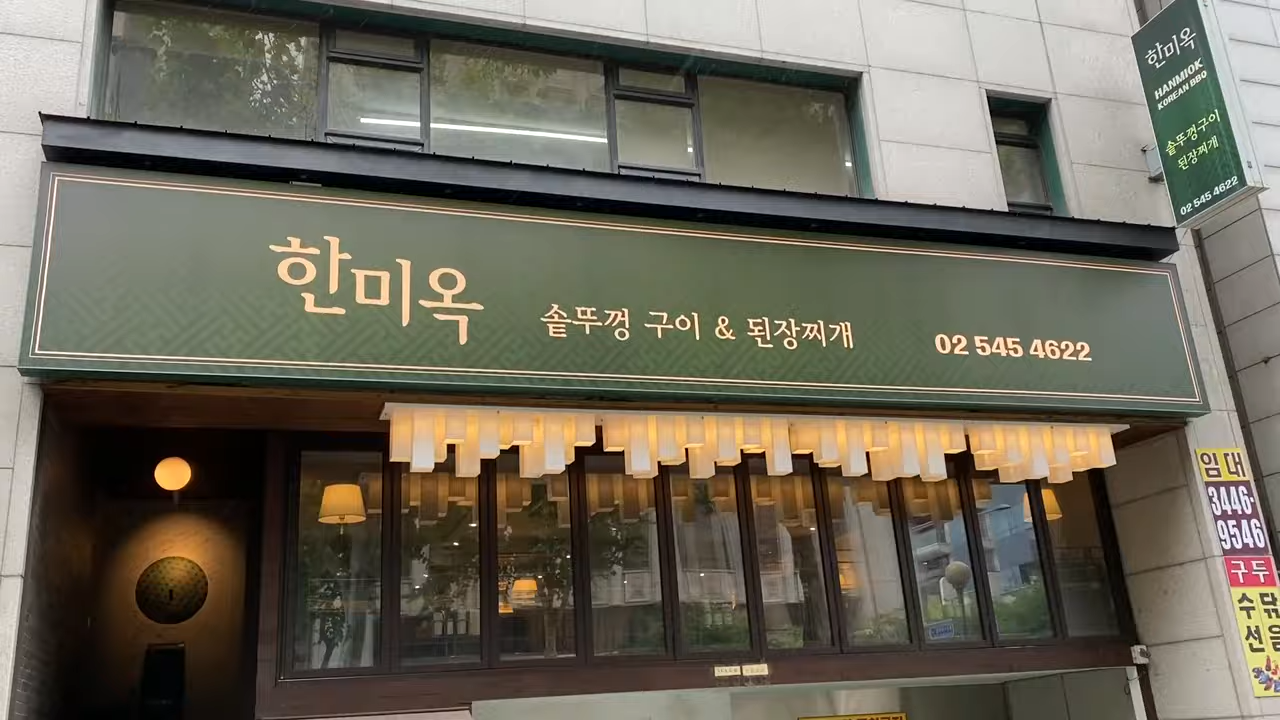 한미옥
솥뚜껑 구이 & 된장찌개
02 545 4622
한미옥
HANMIOK
KOREAN BBQ
솥뚜껑구이
된장찌개
02 545 4622
임대
3446-
9546
구두
수
선